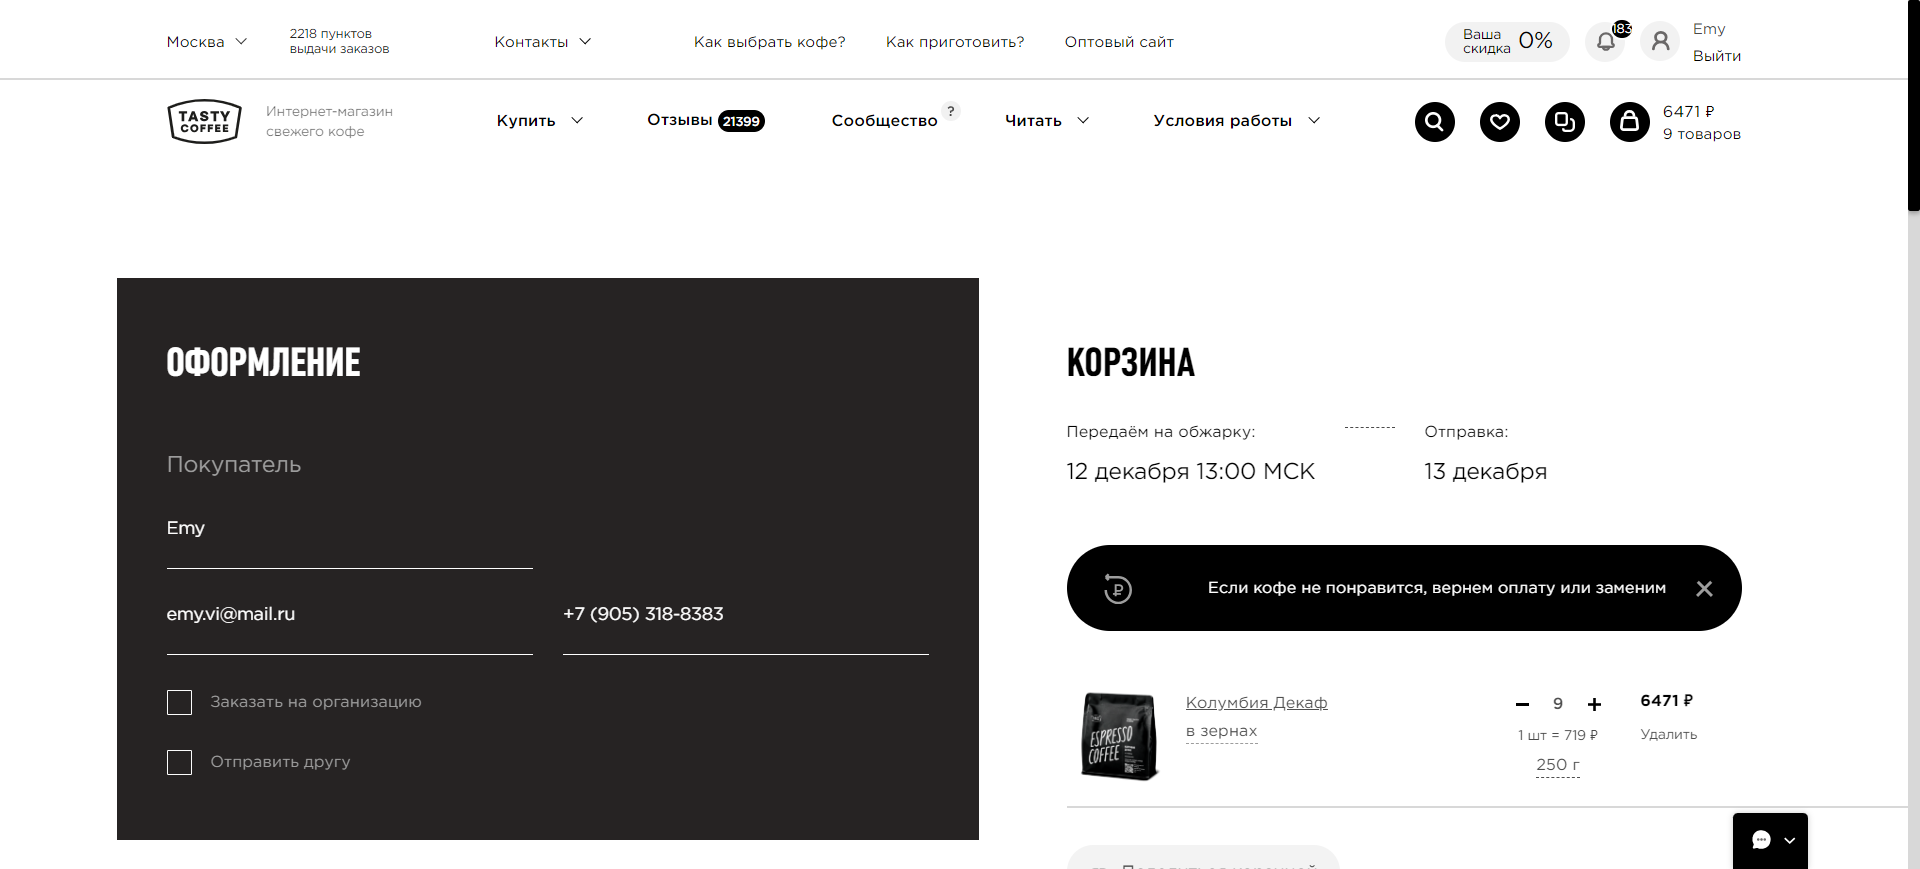 Москва
2218 пунктов
выдачи заказов
Контакты
Как выбрать кофе?
Как приготовить?
Оптовый сайт
Ваша
скидка
0%
183
Emy
Выйти
TASTY
COFFEE
Интернет-магазин
свежего кофе
Купить
Отзывы 21399
Сообщество ?
Читать
Условия работы
6471 ₽
9 товаров
ОФОРМЛЕНИЕ
Покупатель
Emy
emy.vi@mail.ru
+7 (905) 318-8383
Заказать на организацию
Отправить другу
КОРЗИНА
Передаём на обжарку:
12 декабря 13:00 МСК
Отправка:
13 декабря
Если кофе не понравится, вернем оплату или заменим
ESPRESSO
COFFEE
Колумбия Декаф
в зернах
9
1 шт = 719 ₽
250 г
6471 ₽
Удалить